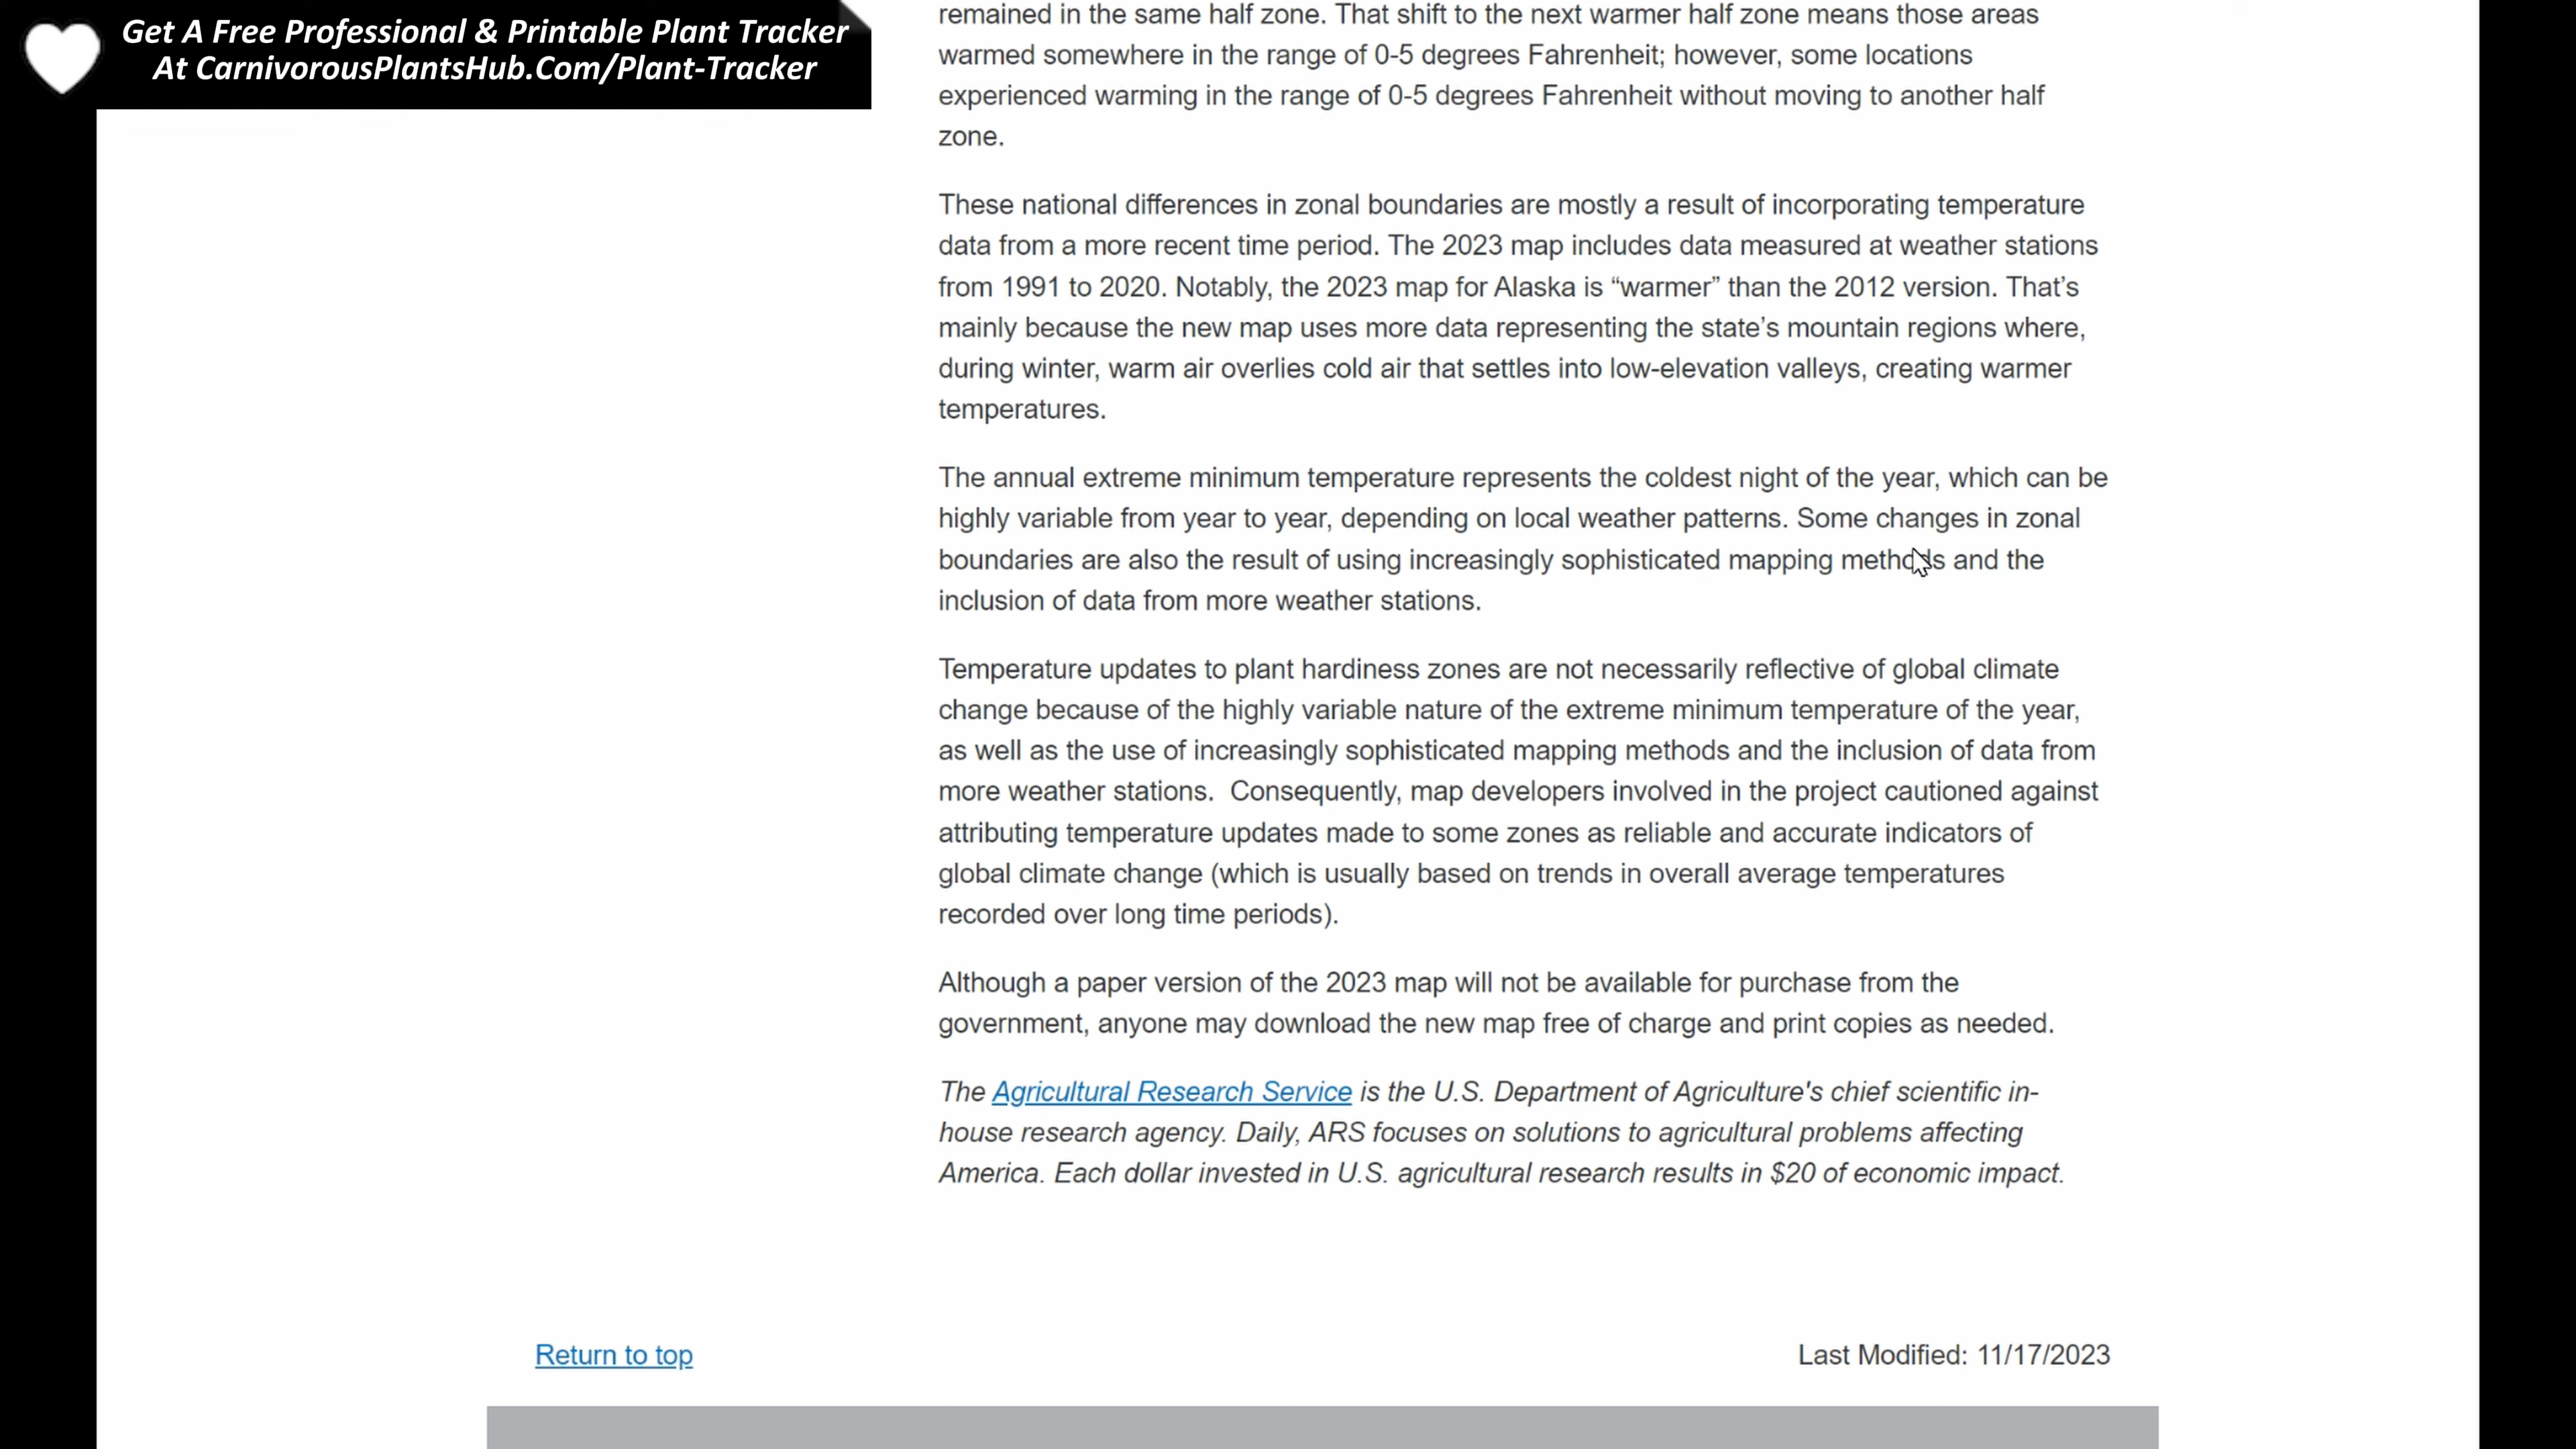 Get A Free Professional & Printable Plant Tracker
At CarnivorousPlantsHub.Com/Plant-Tracker
remained in the same half zone. That shift to the next warmer half zone means those areas
warmed somewhere in the range of 0-5 degrees Fahrenheit; however, some locations
experienced warming in the range of 0-5 degrees Fahrenheit without moving to another half
zone.
These national differences in zonal boundaries are mostly a result of incorporating temperature
data from a more recent time period. The 2023 map includes data measured at weather stations
from 1991 to 2020. Notably, the 2023 map for Alaska is “warmer” than the 2012 version. That’s
mainly because the new map uses more data representing the state’s mountain regions where,
during winter, warm air overlies cold air that settles into low-elevation valleys, creating warmer
temperatures.
The annual extreme minimum temperature represents the coldest night of the year, which can be
highly variable from year to year, depending on local weather patterns. Some changes in zonal
boundaries are also the result of using increasingly sophisticated mapping methods and the
inclusion of data from more weather stations.
Temperature updates to plant hardiness zones are not necessarily reflective of global climate
change because of the highly variable nature of the extreme minimum temperature of the year,
as well as the use of increasingly sophisticated mapping methods and the inclusion of data from
more weather stations.  Consequently, map developers involved in the project cautioned against
attributing temperature updates made to some zones as reliable and accurate indicators of
global climate change (which is usually based on trends in overall average temperatures
recorded over long time periods).
Although a paper version of the 2023 map will not be available for purchase from the
government, anyone may download the new map free of charge and print copies as needed.
The Agricultural Research Service is the U.S. Department of Agriculture's chief scientific in-
house research agency. Daily, ARS focuses on solutions to agricultural problems affecting
America. Each dollar invested in U.S. agricultural research results in $20 of economic impact.
Return to top
Last Modified: 11/17/2023